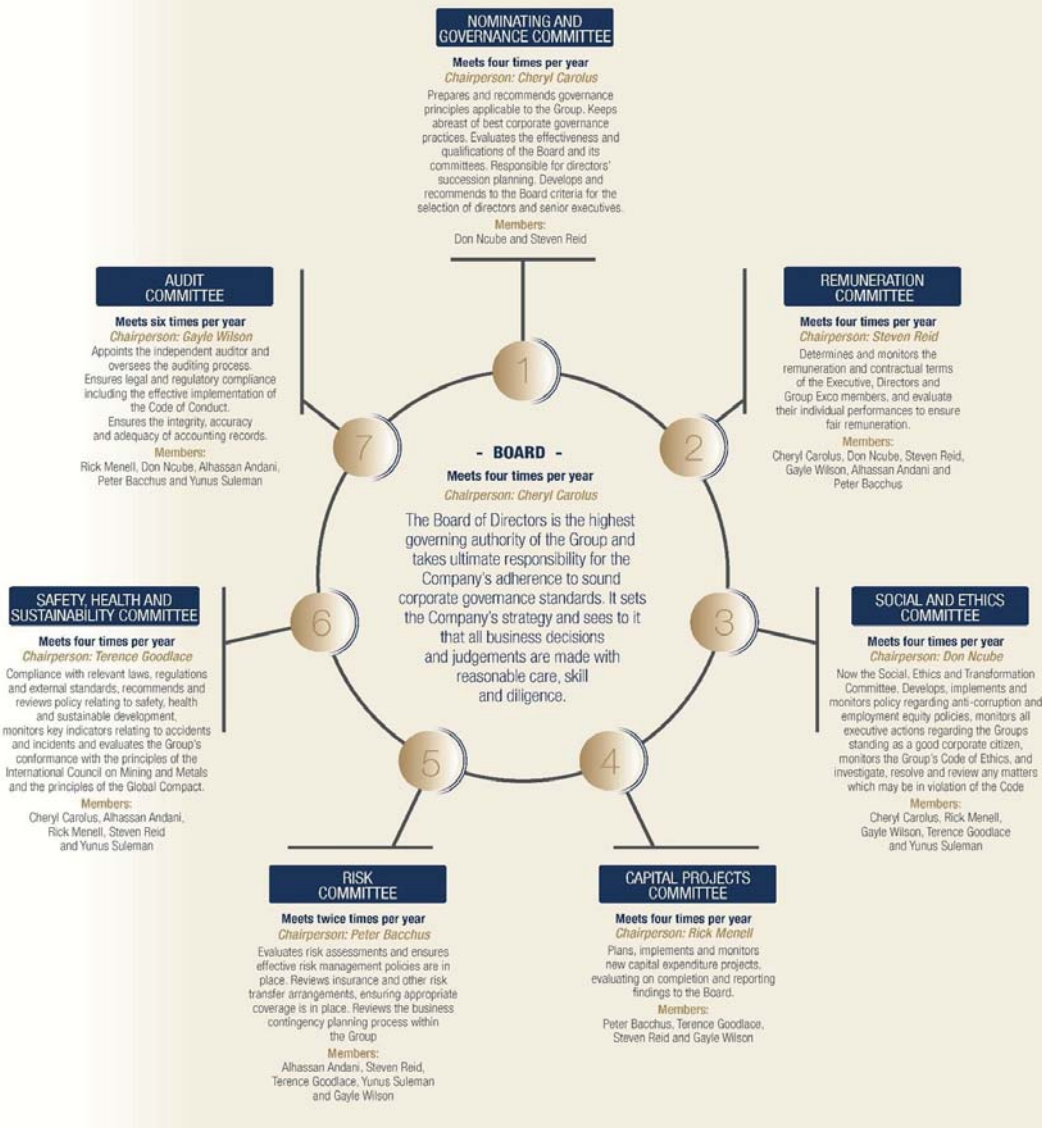 NOMINATING AND
GOVERNANCE COMMITTEE
Meets four times per year
Chairperson: Cheryl Carolus
Prepares and recommends governance
principles applicable to the Group. Keeps
abreast of best corporate governance
practices. Evaluates the effectiveness and
qualifications of the Board and its
committees. Responsible for directors'
succession planning. Develops and
recommends to the Board criteria for the
selection of directors and senior executives.
Members:
Don Ncube and Steven Reid
1
REMUNERATION
COMMITTEE
Meets four times per year
Chairperson: Steven Reid
Determines and monitors the
remuneration and contractual terms
of the Executive, Directors and
Group Exco members, and evaluate
their individual performances to ensure
fair remuneration.
Members:
Cheryl Carolus, Don Ncube, Steven Reid,
Gayle Wilson, Alhassan Andani and
Peter Bacchus
2
SOCIAL AND ETHICS
COMMITTEE
Meets four times per year
Chairperson: Don Ncube
Now the Social, Ethics and Transformation
Committee. Develops, implements and
monitors policy regarding anti-corruption and
employment equity policies, monitors all
executive actions regarding the Groups
standing as a good corporate citizen,
monitors the Group's Code of Ethics, and
investigate, resolve and review any matters
which may be in violation of the Code
Members:
Cheryl Carolus, Rick Menell,
Gayle Wilson, Terence Goodlace
and Yunus Suleman
3
CAPITAL PROJECTS
COMMITTEE
Meets four times per year
Chairperson: Rick Menell
Plans, implements and monitors
new capital expenditure projects,
evaluating on completion and reporting
findings to the Board.
Members:
Peter Bacchus, Terence Goodlace,
Steven Reid and Gayle Wilson
4
RISK
COMMITTEE
Meets twice times per year
Chairperson: Peter Bacchus
Evaluates risk assessments and ensures
effective risk management policies are in
place. Reviews insurance and other risk
transfer arrangements, ensuring appropriate
coverage is in place. Reviews the business
contingency planning process within
the Group
Members:
Alhassan Andani, Steven Reid,
Terence Goodlace, Yunus Suleman
and Gayle Wilson
5
SAFETY, HEALTH AND
SUSTAINABILITY COMMITTEE
Meets four times per year
Chairperson: Terence Goodlace
Compliance with relevant laws, regulations
and external standards, recommends and
reviews policy relating to safety, health
and sustainable development,
monitors key indicators relating to accidents
and incidents and evaluates the Group's
conformance with the principles of the
International Council on Mining and Metals
and the principles of the Global Compact.
Members:
Cheryl Carolus, Alhassan Andani,
Rick Menell, Steven Reid
and Yunus Suleman
6
AUDIT
COMMITTEE
Meets six times per year
Chairperson: Gayle Wilson
Appoints the independent auditor and
oversees the auditing process.
Ensures legal and regulatory compliance
including the effective implementation of
the Code of Conduct.
Ensures the integrity, accuracy
and adequacy of accounting records.
Members:
Rick Menell, Don Ncube, Alhassan Andani,
Peter Bacchus and Yunus Suleman
7
- BOARD -
Meets four times per year
Chairperson: Cheryl Carolus
The Board of Directors is the highest
governing authority of the Group and
takes ultimate responsibility for the
Company's adherence to sound
corporate governance standards. It sets
the Company's strategy and sees to it
that all business decisions
and judgements are made with
reasonable care, skill
and diligence.